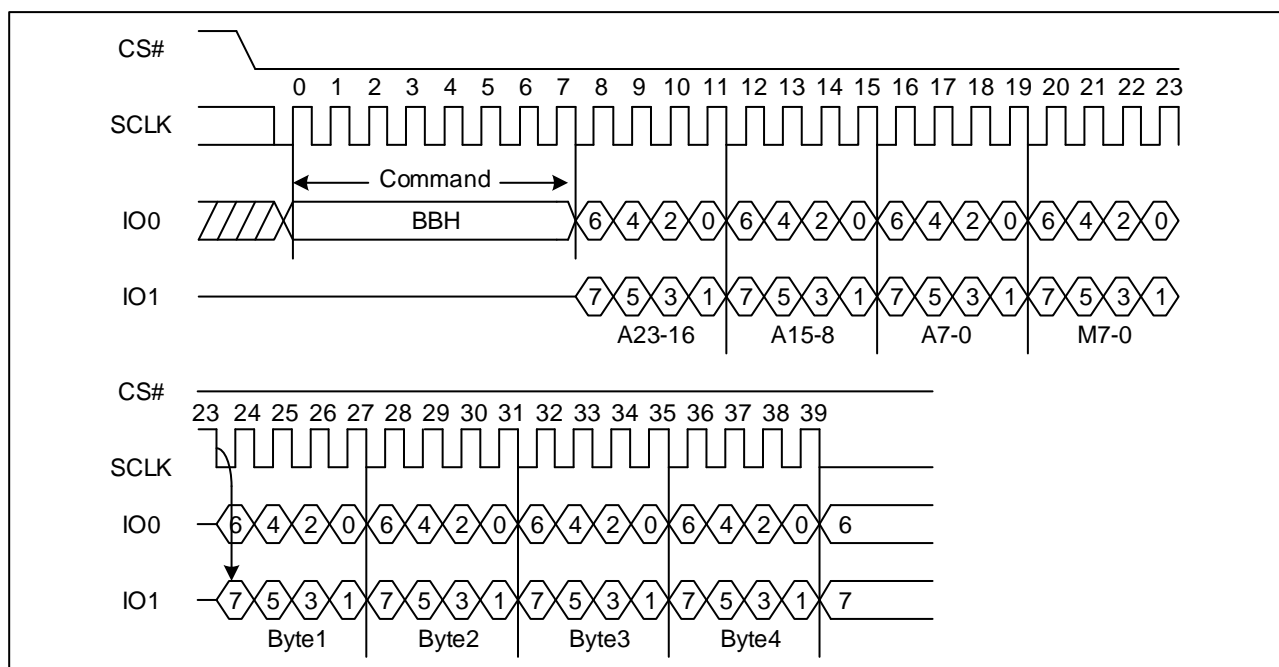 CS#
0 1 2 3 4 5 6 7 8 9 10 11 12 13 14 15 16 17 18 19 20 21 22 23
SCLK
Command
IO0 BBH 6 4 2 0 6 4 2 0 6 4 2 0 6 4 2 0
IO1 7 5 3 1 7 5 3 1 7 5 3 1 7 5 3 1
A23-16 A15-8 A7-0 M7-0
CS#
23 24 25 26 27 28 29 30 31 32 33 34 35 36 37 38 39
SCLK
IO0 6 4 2 0 6 4 2 0 6 4 2 0 6 4 2 0 6
IO1 7 5 3 1 7 5 3 1 7 5 3 1 7 5 3 1 7
Byte1 Byte2 Byte3 Byte4